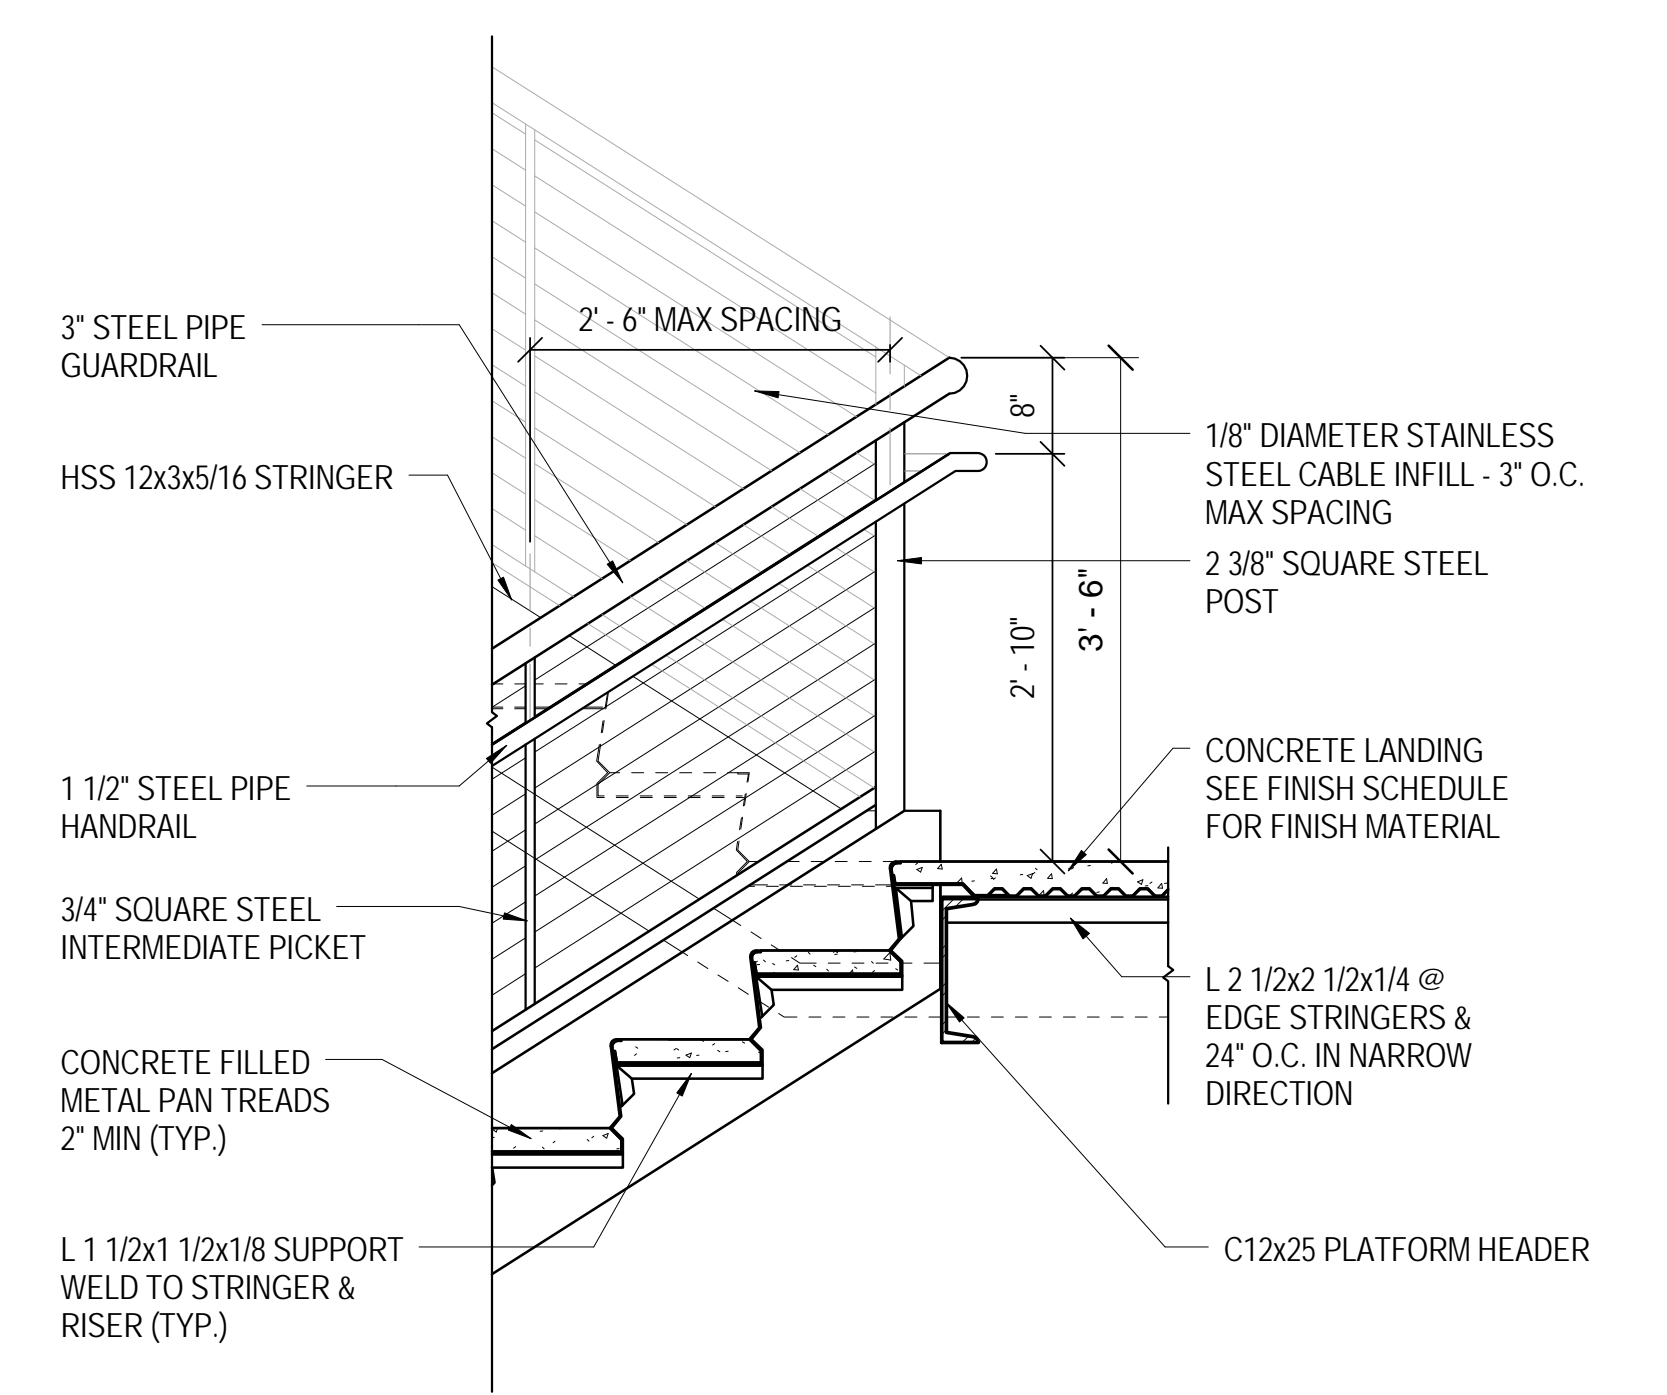 3" STEEL PIPE
GUARDRAIL
HSS 12x3x5/16 STRINGER
1 1/2" STEEL PIPE
HANDRAIL
3/4" SQUARE STEEL
INTERMEDIATE PICKET
CONCRETE FILLED
METAL PAN TREADS
2" MIN (TYP.)
L 1 1/2x1 1/2x1/8 SUPPORT
WELD TO STRINGER &
RISER (TYP.)
2' - 6" MAX SPACING
8"
2' - 10"
3' - 6"
1/8" DIAMETER STAINLESS
STEEL CABLE INFILL - 3" O.C.
MAX SPACING
2 3/8" SQUARE STEEL
POST
CONCRETE LANDING
SEE FINISH SCHEDULE
FOR FINISH MATERIAL
L 2 1/2x2 1/2x1/4 @
EDGE STRINGERS &
24" O.C. IN NARROW
DIRECTION
C12x25 PLATFORM HEADER